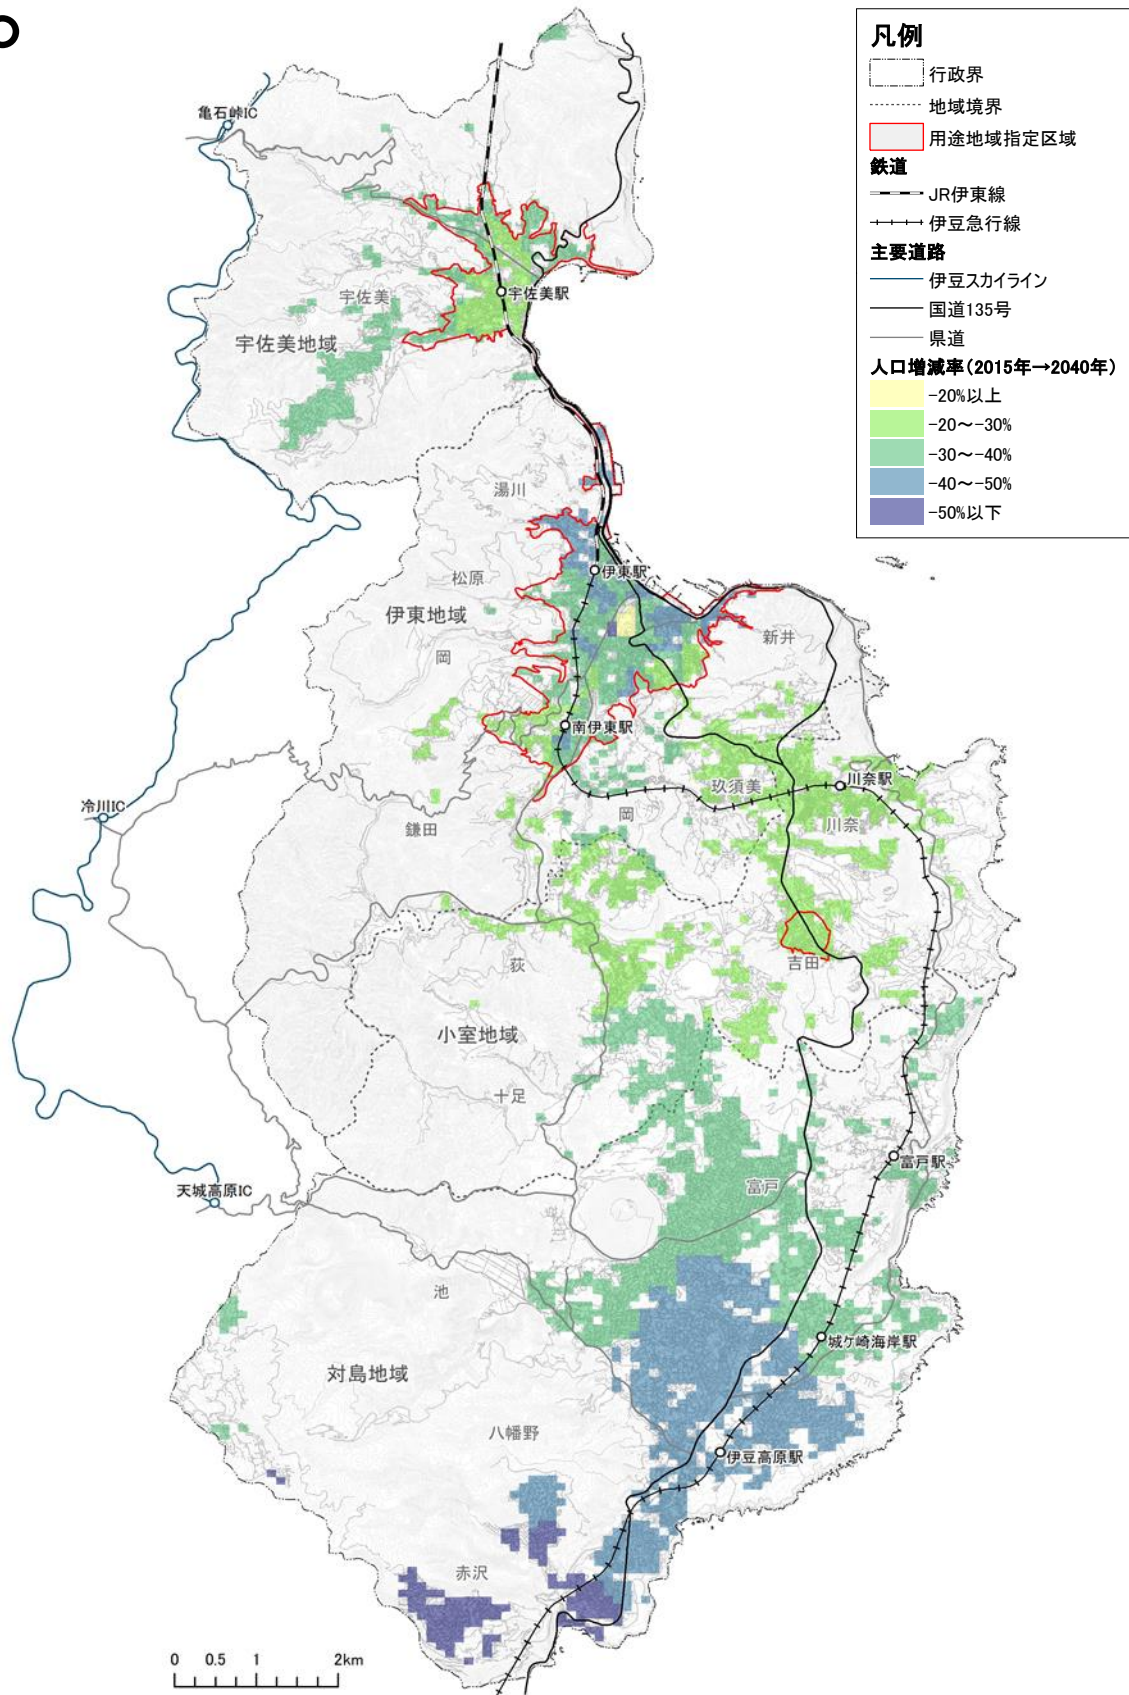 凡例
行政界
地域境界
用途地域指定区域
鉄道
JR伊東線
伊豆急行線
主要道路
伊豆スカイライン
国道135号
県道
人口増減率(2015年→2040年)
-20%以上
-20~-30%
-30~-40%
-40~-50%
-50%以下
亀石峠IC
宇佐美駅
宇佐美
宇佐美地域
湯川
伊東駅
松原
伊東地域
新井
岡
南伊東駅
川奈駅
玖須美
冷川IC
岡
川奈
鎌田
吉田
荻
小室地域
十足
富戸駅
富戸
天城高原IC
池
城ケ崎海岸駅
対島地域
八幡野
伊豆高原駅
赤沢
0 0.5 1 2km